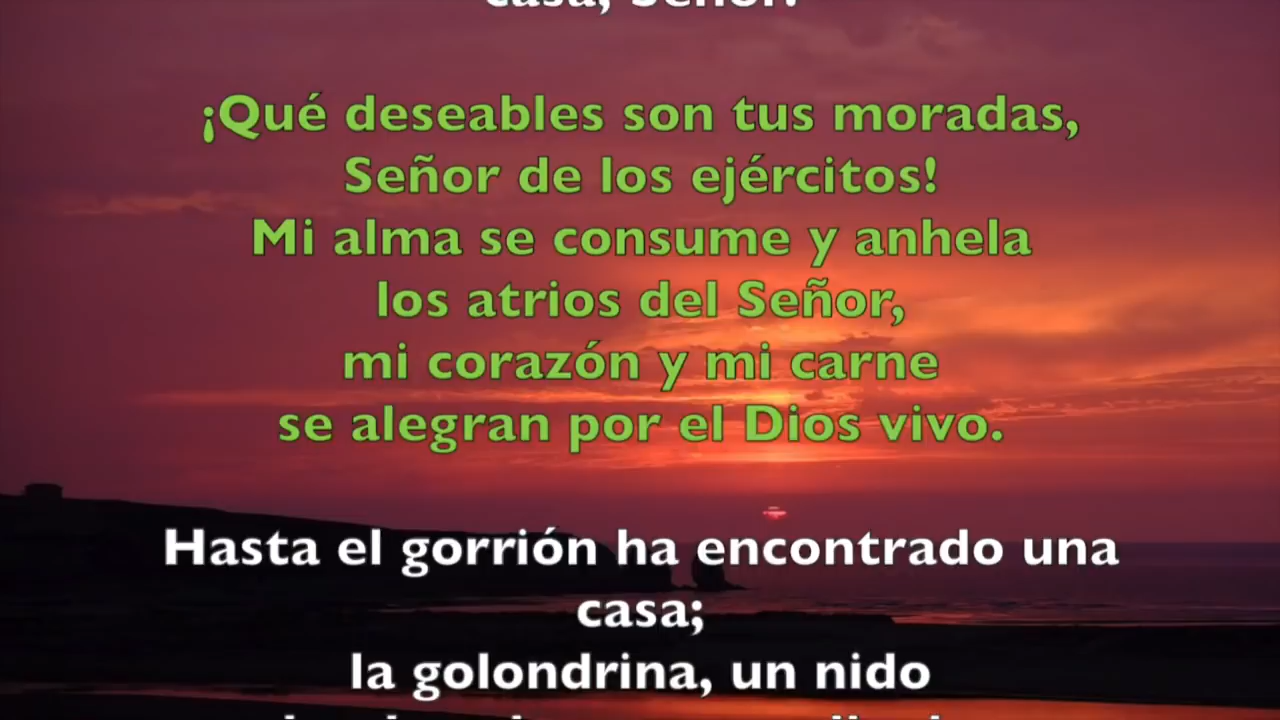 casa, Señor.
¡Qué deseables son tus moradas,
Señor de los ejércitos!
Mi alma se consume y anhela
los atrios del Señor,
mi corazón y mi carne
se alegran por el Dios vivo.
Hasta el gorrión ha encontrado una
casa;
la golondrina, un nido